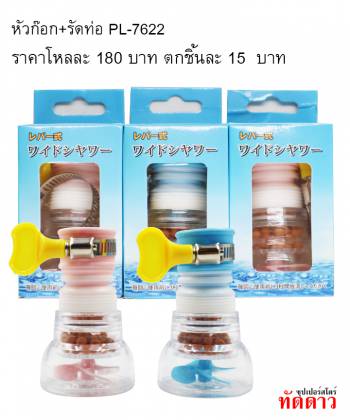 หัวก๊อก+รัดท่อ PL-7622
ราคาโหลละ 180 บาท ตกชิ้นละ 15 บาท
レバー式
ワイドシャワー
レバー式
ワイドシャワー
レバー式
ワイドシャワー
ซุปเปอร์สโตร์
ทัดดาว